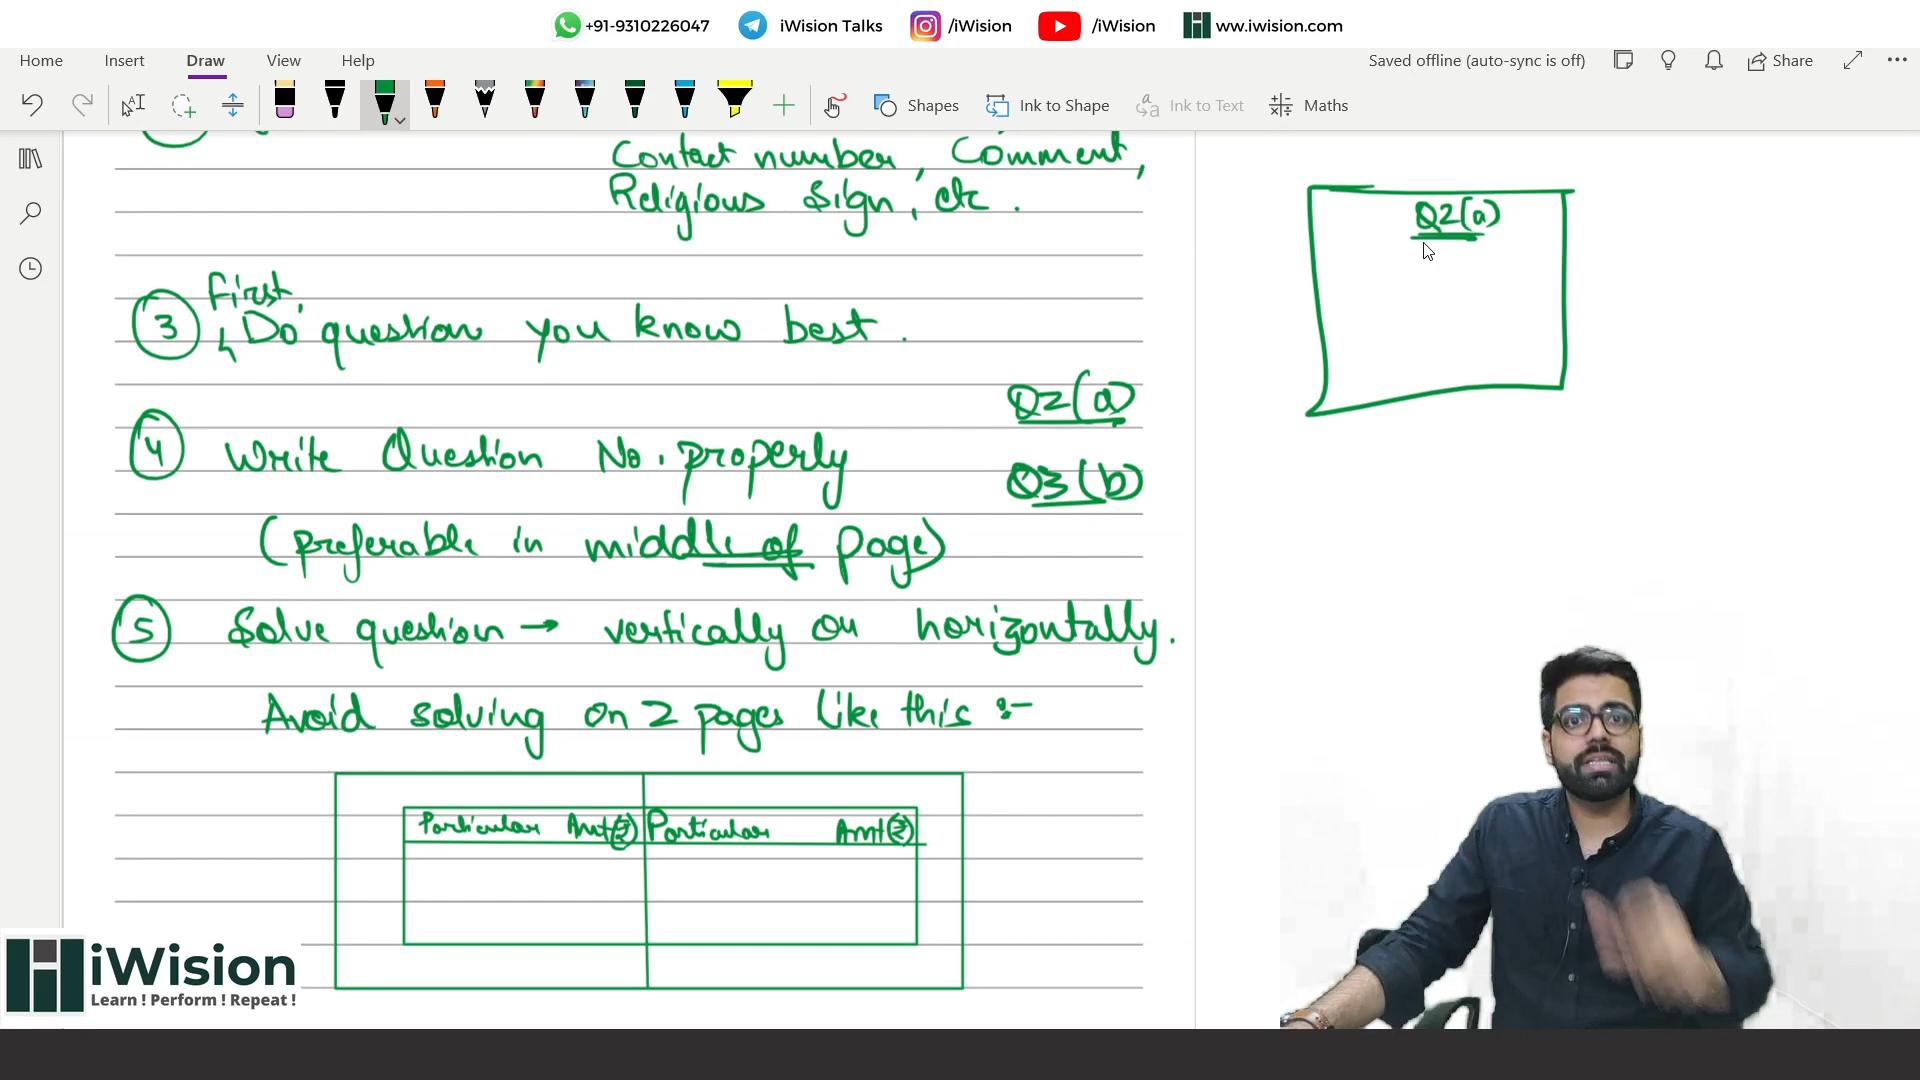 +91-9310226047 iWision Talks /iWision /iWision ww.iwision.com
Home Insert Draw View Help Saved offline (auto-sync is off) Share
Shapes Ink to Shape Ink to Text Maths
Contact number, Comment,
Religious Sign, etc.
Q2(a)
First
3 Do question you know best.
Q2(a)
4 Write Question No. properly
Q3(b)
(preferable in middle of page)
5 Solve question → vertically or horizontally.
Avoid solving on 2 pages like this :-
Particular Amt(₹) Particular Amt(₹)
iWision
Learn ! Perform ! Repeat !